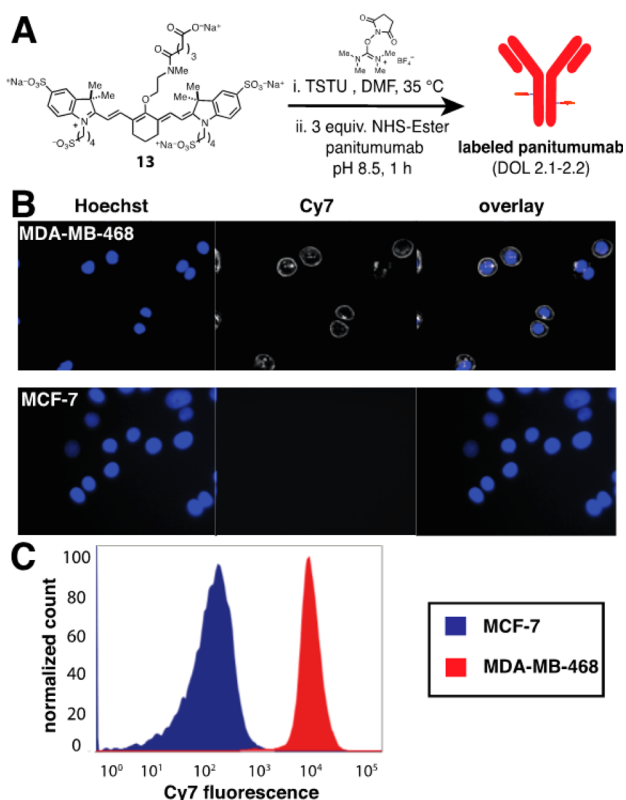 A
O⁻Na⁺
O
O
3
NMe
⁺Na⁻O₃S
Me
Me
O
Me
Me
SO₃⁻Na⁺
N
+
N
⁻O₃S
4
⁺Na⁻O₃S
4
13
O
N
O
O
Me
N
N
Me
Me
Me
+
BF₄⁻
i. TSTU , DMF, 35 °C
ii. 3 equiv. NHS-Ester
panitumumab
pH 8.5, 1 h
labeled panitumumab
(DOL 2.1-2.2)
B
Hoechst
Cy7
overlay
MDA-MB-468
MCF-7
C
normalized count
100
80
60
40
20
0
10⁰
10¹
10²
10³
10⁴
10⁵
Cy7 fluorescence
MCF-7
MDA-MB-468